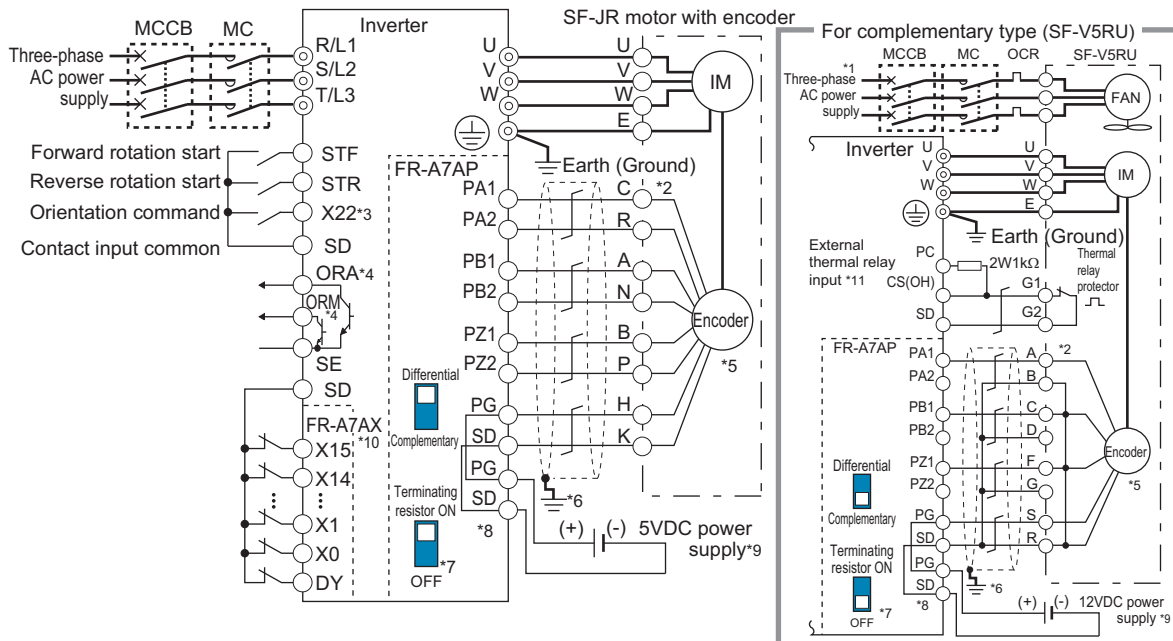 MCCB
MC
Inverter
SF-JR motor with encoder
Three-phase
AC power
supply
R/L1
S/L2
T/L3
U
V
W
U
V
W
E
IM
Earth (Ground)
Forward rotation start
Reverse rotation start
Orientation command
Contact input common
STF
STR
X22*3
SD
ORA*4
ORM
*4
SE
SD
FR-A7AX
*10
X15
X14
X1
X0
DY
FR-A7AP
PA1
PA2
PB1
PB2
PZ1
PZ2
PG
SD
PG
SD
Differential
Complementary
Terminating
resistor ON
*7
OFF
C
*2
R
A
N
B
P
H
K
Encoder
*5
*6
*8
(+)
(-)
5VDC power
supply*9
For complementary type (SF-V5RU)
MCCB
MC
OCR
SF-V5RU
*1
Three-phase
AC power
supply
FAN
Inverter
U
V
W
U
V
W
E
IM
Earth (Ground)
External
thermal relay
input *11
PC
2W1kΩ
CS(OH)
SD
G1
G2
Thermal
relay
protector
FR-A7AP
PA1
PA2
PB1
PB2
PZ1
PZ2
PG
SD
PG
SD
A
*2
B
C
D
F
G
S
R
Encoder
*5
Differential
Complementary
Terminating
resistor ON
*7
OFF
*6
*8
(+)
(-)
12VDC power
supply *9